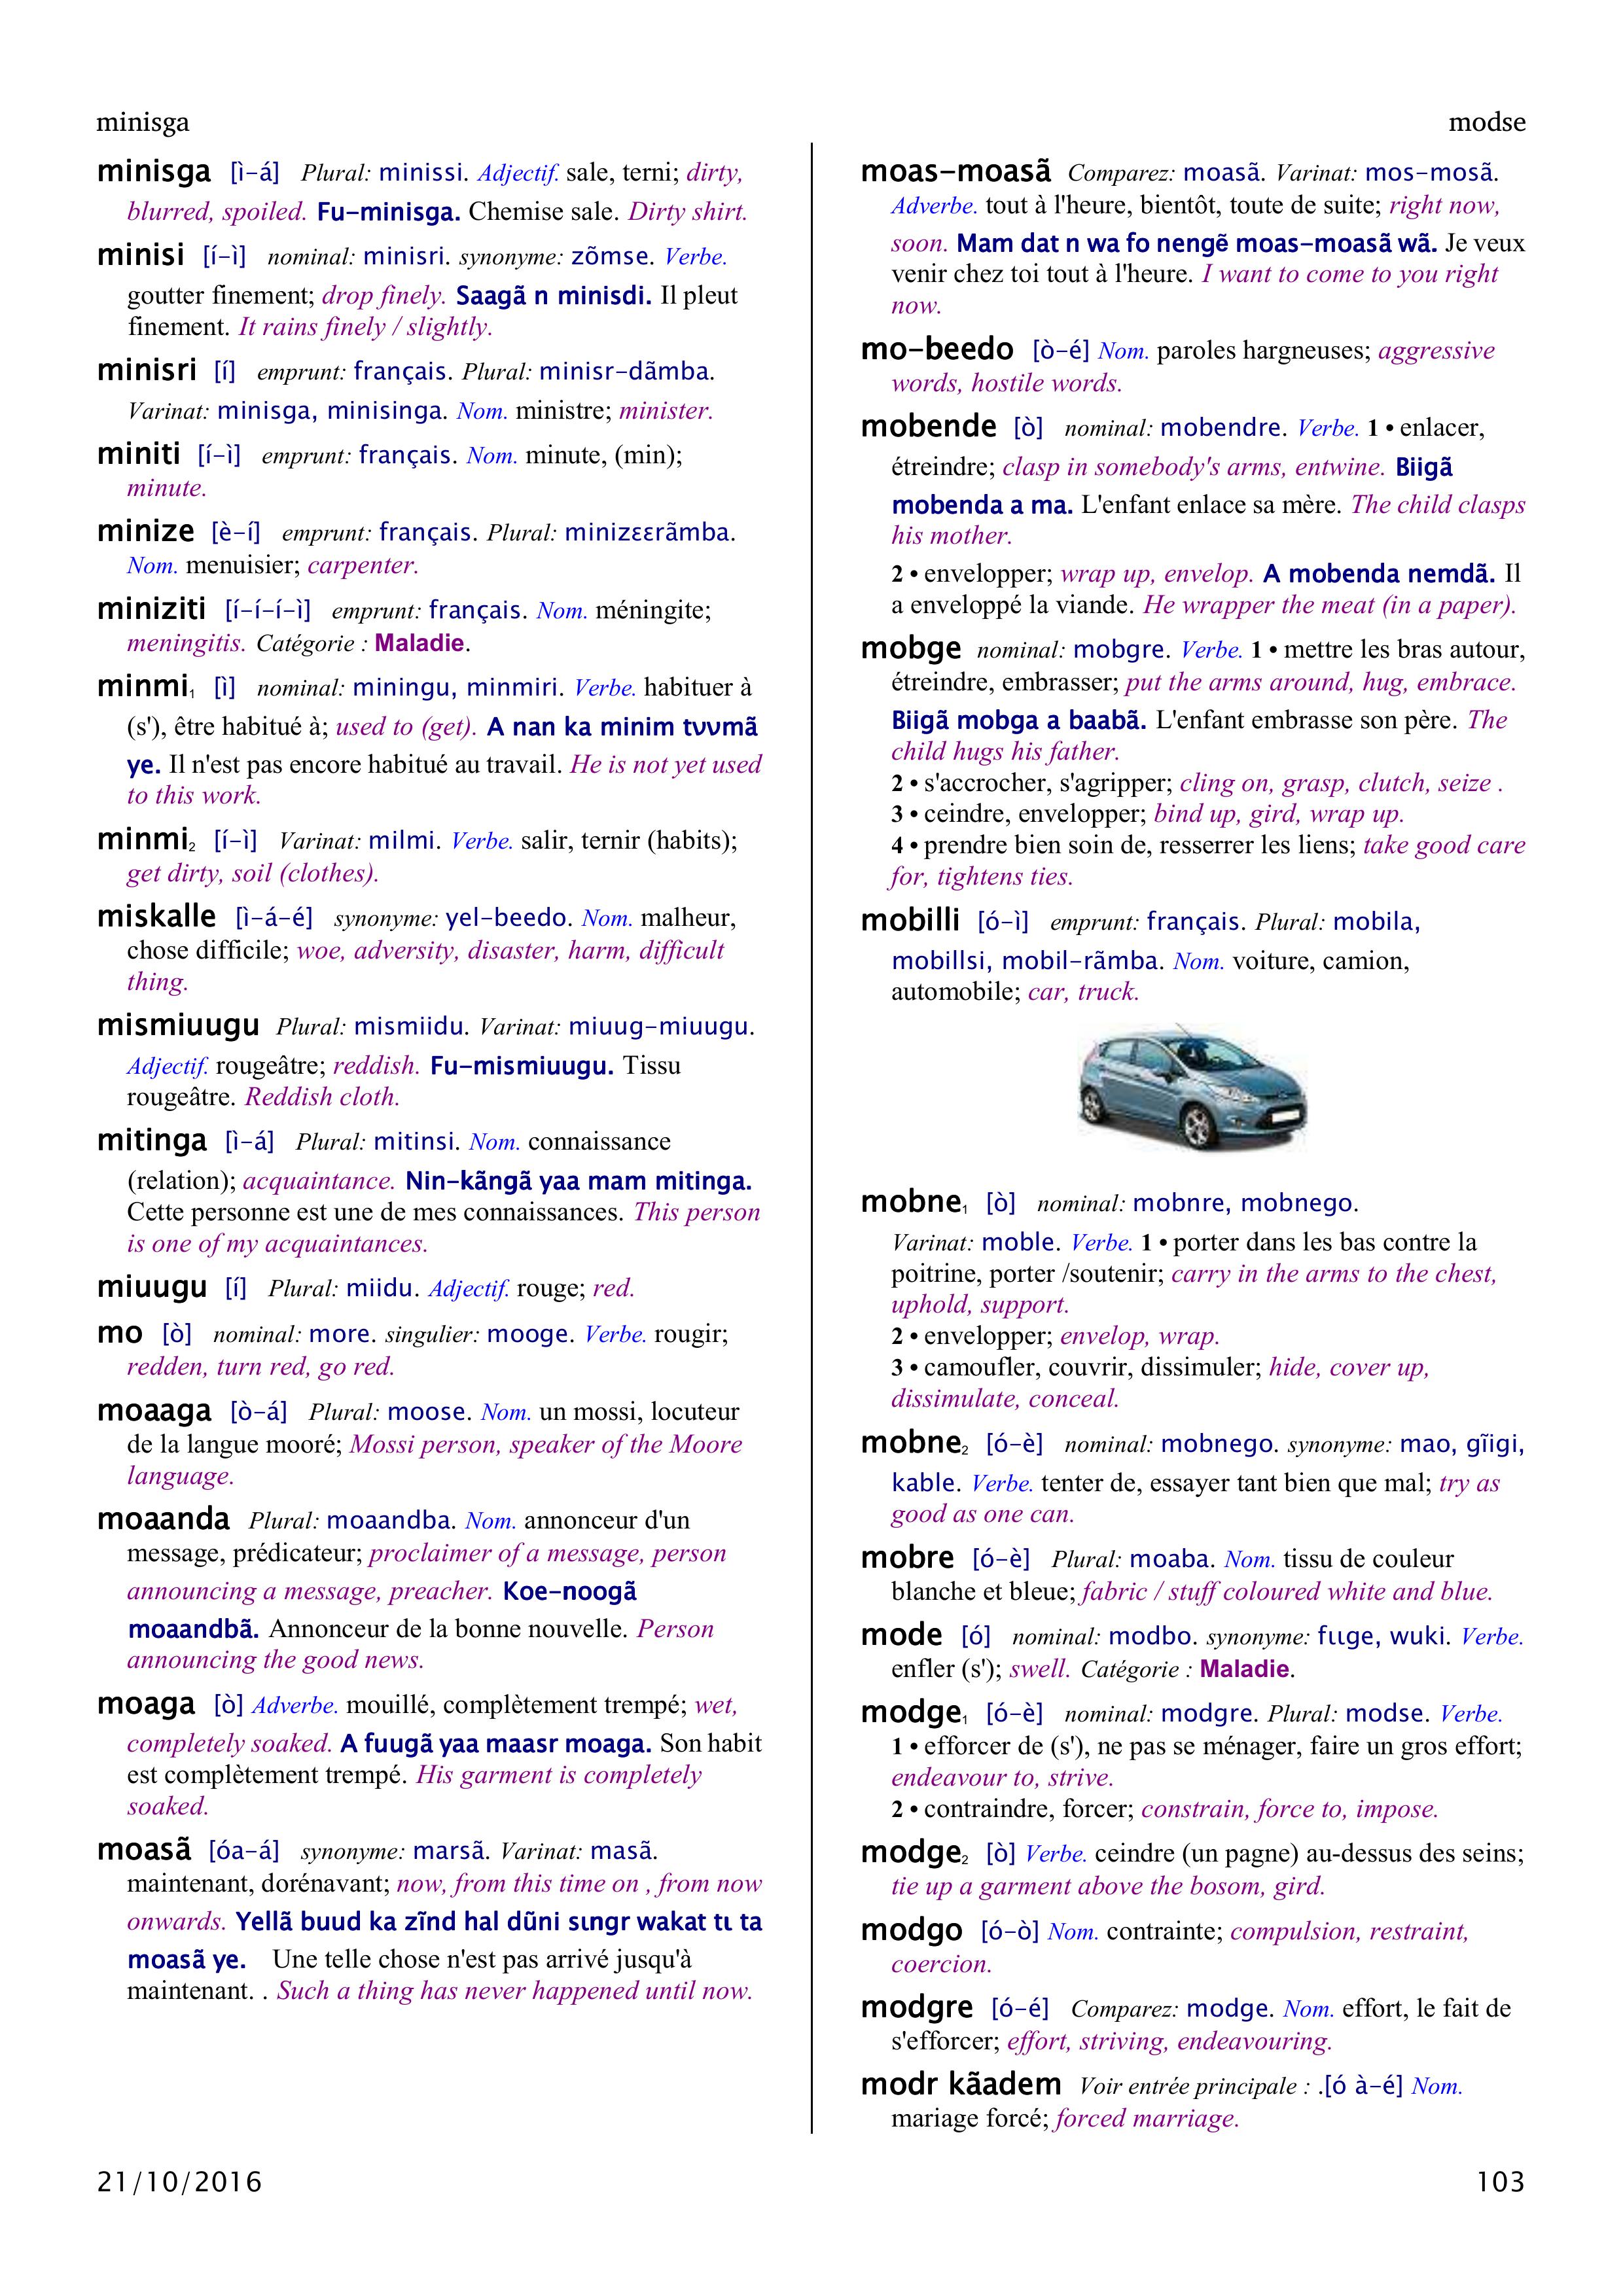 minisga
modse
minisga [ì-á] Plural: minissi. Adjectif. sale, terni; dirty,
blurred, spoiled. Fu-minisga. Chemise sale. Dirty shirt.
minisi [í-ì] nominal: minisri. synonyme: zõmse. Verbe.
goutter finement; drop finely. Saagã n minisdi. Il pleut
finement. It rains finely / slightly.
minisri [í] emprunt: français. Plural: minisr-dãmba.
Varinat: minisga, minisinga. Nom. ministre; minister.
miniti [í-ì] emprunt: français. Nom. minute, (min);
minute.
minize [è-í] emprunt: français. Plural: minizɛɛrãmba.
Nom. menuisier; carpenter.
miniziti [í-í-í-ì] emprunt: français. Nom. méningite;
meningitis. Catégorie : Maladie.
minmi₁ [ì] nominal: miningu, minmiri. Verbe. habituer à
(s'), être habitué à; used to (get). A nan ka minim tʋʋmã
ye. Il n'est pas encore habitué au travail. He is not yet used
to this work.
minmi₂ [í-ì] Varinat: milmi. Verbe. salir, ternir (habits);
get dirty, soil (clothes).
miskalle [ì-á-é] synonyme: yel-beedo. Nom. malheur,
chose difficile; woe, adversity, disaster, harm, difficult
thing.
mismiuugu Plural: mismiidu. Varinat: miuug-miuugu.
Adjectif. rougeâtre; reddish. Fu-mismiuugu. Tissu
rougeâtre. Reddish cloth.
mitinga [ì-á] Plural: mitinsi. Nom. connaissance
(relation); acquaintance. Nin-kãngã yaa mam mitinga.
Cette personne est une de mes connaissances. This person
is one of my acquaintances.
miuugu [í] Plural: miidu. Adjectif. rouge; red.
mo [ò] nominal: more. singulier: mooge. Verbe. rougir;
redden, turn red, go red.
moaaga [ò-á] Plural: moose. Nom. un mossi, locuteur
de la langue mooré; Mossi person, speaker of the Moore
language.
moaanda Plural: moaandba. Nom. annonceur d'un
message, prédicateur; proclaimer of a message, person
announcing a message, preacher. Koe-noogã
moaandbã. Annonceur de la bonne nouvelle. Person
announcing the good news.
moaga [ò] Adverbe. mouillé, complètement trempé; wet,
completely soaked. A fuugã yaa maasr moaga. Son habit
est complètement trempé. His garment is completely
soaked.
moasã [óa-á] synonyme: marsã. Varinat: masã.
maintenant, dorénavant; now, from this time on , from now
onwards. Yellã buud ka zĩnd hal dũni sɩngr wakat tɩ ta
moasã ye. Une telle chose n'est pas arrivé jusqu'à
maintenant. . Such a thing has never happened until now.
moas-moasã Comparez: moasã. Varinat: mos-mosã.
Adverbe. tout à l'heure, bientôt, toute de suite; right now,
soon. Mam dat n wa fo nengẽ moas-moasã wã. Je veux
venir chez toi tout à l'heure. I want to come to you right
now.
mo-beedo [ò-é] Nom. paroles hargneuses; aggressive
words, hostile words.
mobende [ò] nominal: mobendre. Verbe. 1 • enlacer,
étreindre; clasp in somebody's arms, entwine. Biigã
mobenda a ma. L'enfant enlace sa mère. The child clasps
his mother.
2 • envelopper; wrap up, envelop. A mobenda nemdã. Il
a enveloppé la viande. He wrapper the meat (in a paper).
mobge nominal: mobgre. Verbe. 1 • mettre les bras autour,
étreindre, embrasser; put the arms around, hug, embrace.
Biigã mobga a baabã. L'enfant embrasse son père. The
child hugs his father.
2 • s'accrocher, s'agripper; cling on, grasp, clutch, seize .
3 • ceindre, envelopper; bind up, gird, wrap up.
4 • prendre bien soin de, resserrer les liens; take good care
for, tightens ties.
mobilli [ó-ì] emprunt: français. Plural: mobila,
mobillsi, mobil-rãmba. Nom. voiture, camion,
automobile; car, truck.
mobne₁ [ò] nominal: mobnre, mobnego.
Varinat: moble. Verbe. 1 • porter dans les bas contre la
poitrine, porter /soutenir; carry in the arms to the chest,
uphold, support.
2 • envelopper; envelop, wrap.
3 • camoufler, couvrir, dissimuler; hide, cover up,
dissimulate, conceal.
mobne₂ [ó-è] nominal: mobnego. synonyme: mao, gĩigi,
kable. Verbe. tenter de, essayer tant bien que mal; try as
good as one can.
mobre [ó-è] Plural: moaba. Nom. tissu de couleur
blanche et bleue; fabric / stuff coloured white and blue.
mode [ó] nominal: modbo. synonyme: fɩɩge, wuki. Verbe.
enfler (s'); swell. Catégorie : Maladie.
modge₁ [ó-è] nominal: modgre. Plural: modse. Verbe.
1 • efforcer de (s'), ne pas se ménager, faire un gros effort;
endeavour to, strive.
2 • contraindre, forcer; constrain, force to, impose.
modge₂ [ò] Verbe. ceindre (un pagne) au-dessus des seins;
tie up a garment above the bosom, gird.
modgo [ó-ò] Nom. contrainte; compulsion, restraint,
coercion.
modgre [ó-é] Comparez: modge. Nom. effort, le fait de
s'efforcer; effort, striving, endeavouring.
modr kãadem Voir entrée principale : .[ó à-é] Nom.
mariage forcé; forced marriage.
21/10/2016
103